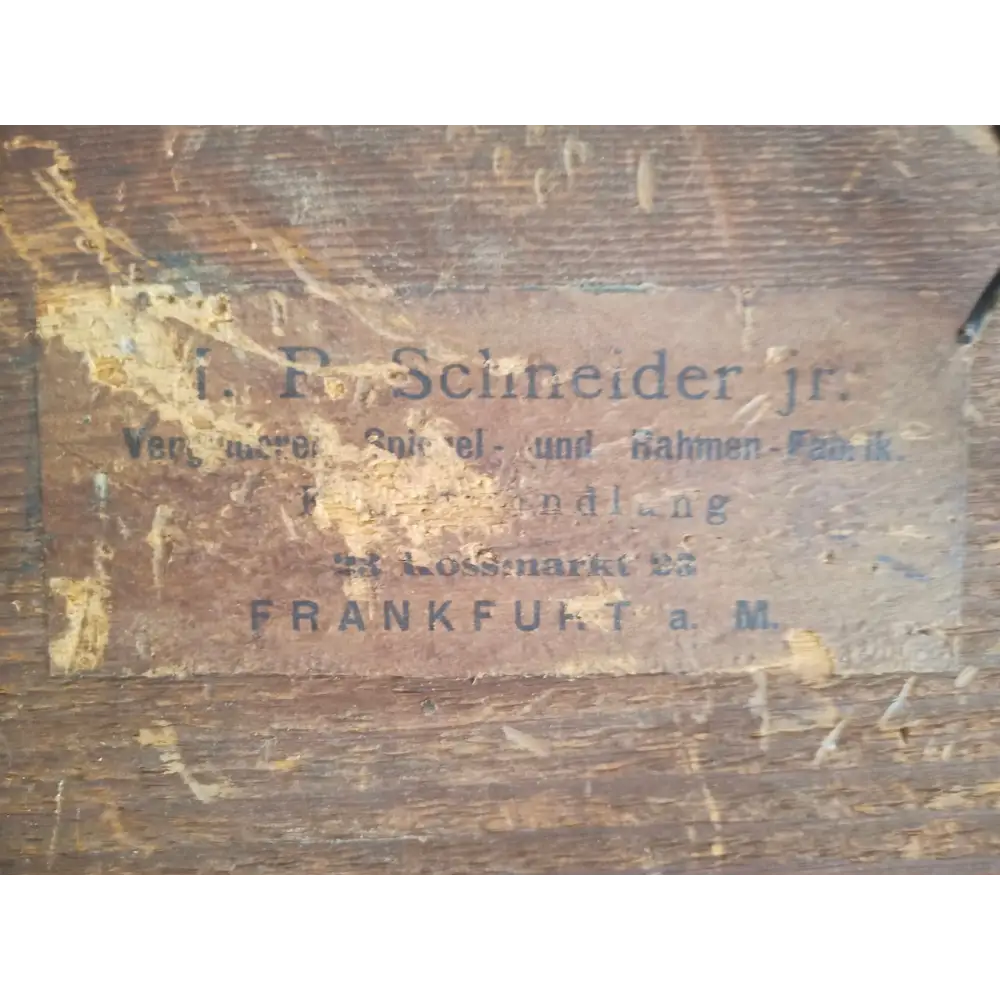 P. Schneider jr.
Spiegel- und Rahmen-Fabrik.
23 Rossmarkt 23
FRANKFURT a. M.